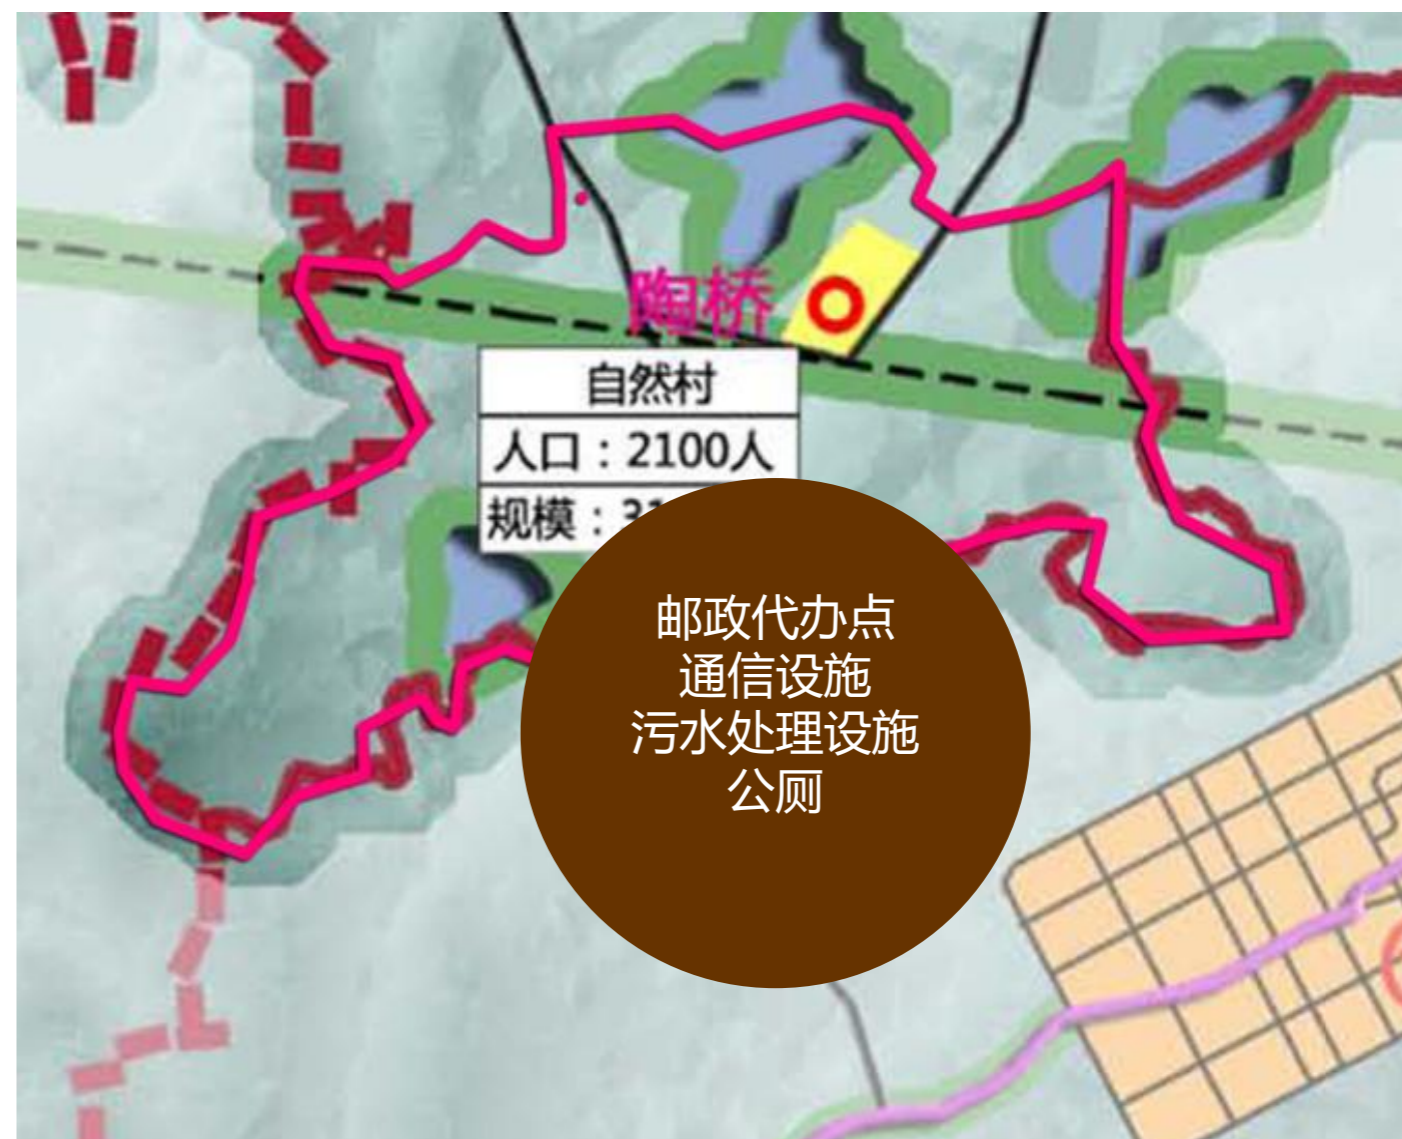 陶桥
自然村
人口：2100人
规模：
邮政代办点
通信设施
污水处理设施
公厕